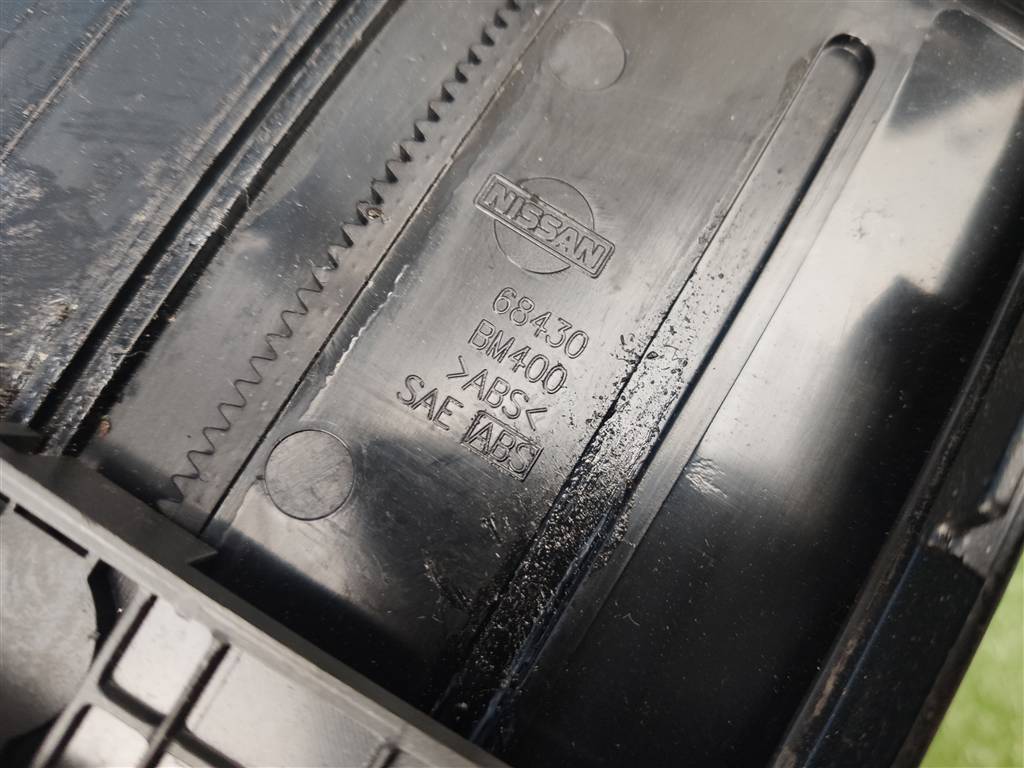 NISSAN
68430
BM400
>ABS<
SAE ABS